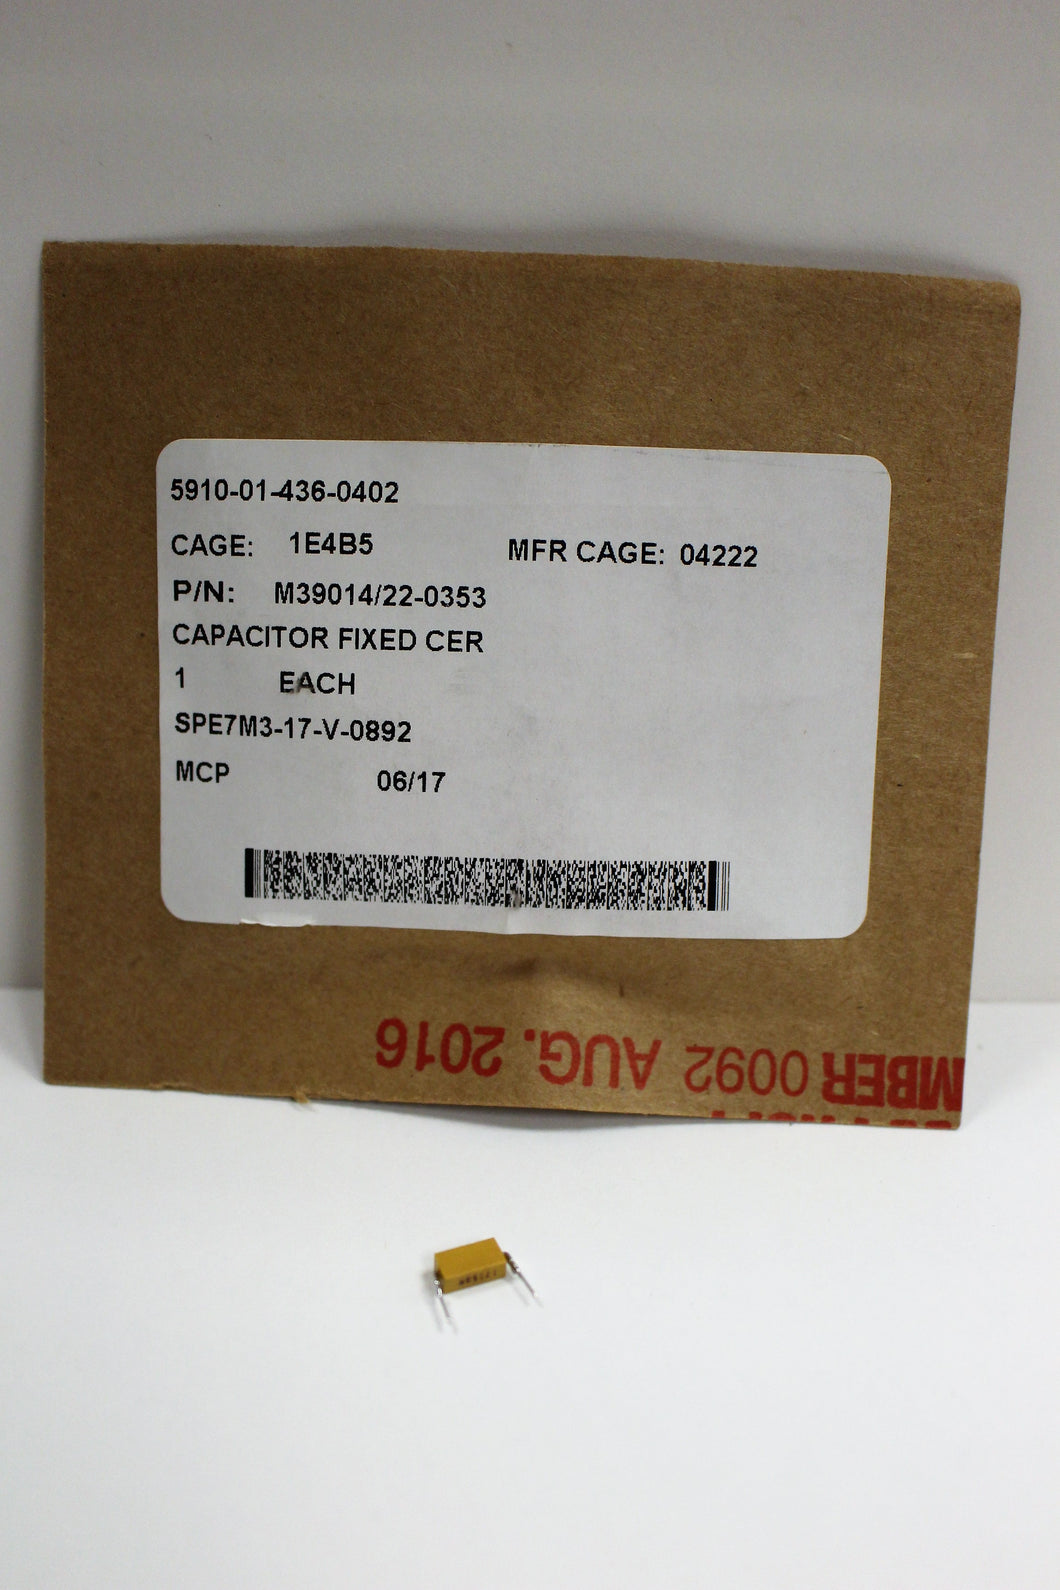 5910-01-436-0402
CAGE: 1E4B5 MFR CAGE: 04222
P/N: M39014/22-0353
CAPACITOR FIXED CER
1 EACH
SPE7M3-17-V-0892
MCP 06/17
MBER 0092 AUG. 2016